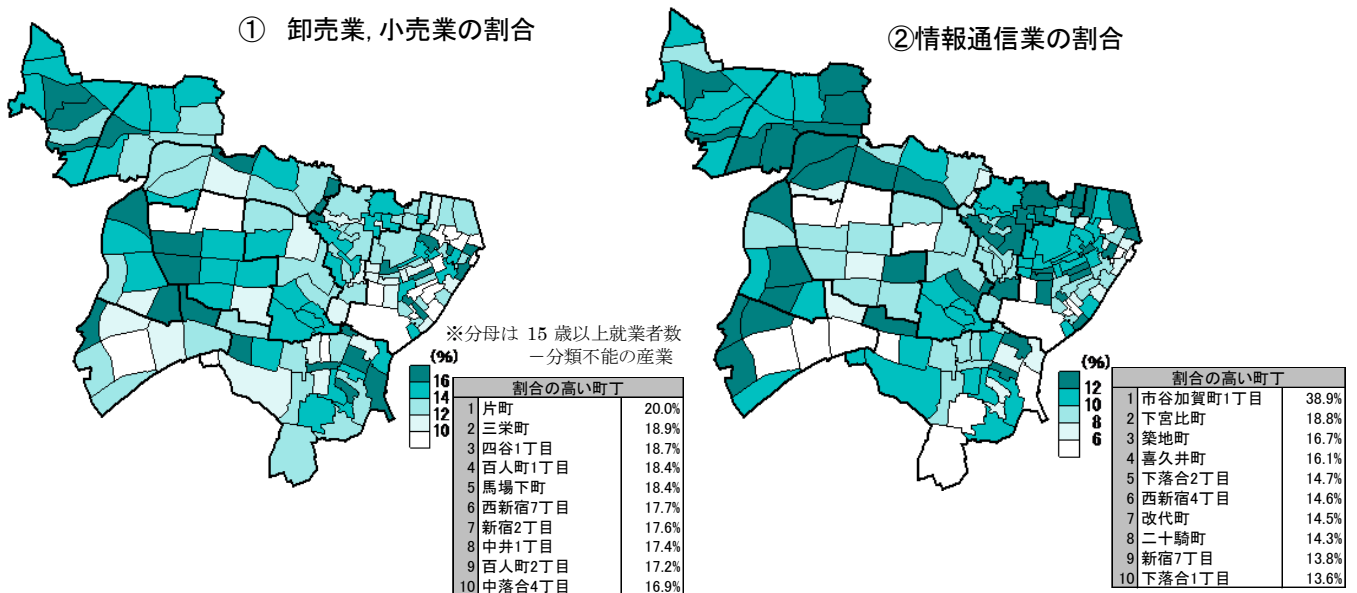 ① 卸売業,小売業の割合
②情報通信業の割合
※分母は 15 歳以上就業者数
－分類不能の産業
(%)
16
14
12
10
割合の高い町丁
1 片町 20.0%
2 三栄町 18.9%
3 四谷1丁目 18.7%
4 百人町1丁目 18.4%
5 馬場下町 18.4%
6 西新宿7丁目 17.7%
7 新宿2丁目 17.6%
8 中井1丁目 17.4%
9 百人町2丁目 17.2%
10 中落合4丁目 16.9%
(%)
12
10
8
6
割合の高い町丁
1 市谷加賀町1丁目 38.9%
2 下宮比町 18.8%
3 築地町 16.7%
4 喜久井町 16.1%
5 下落合2丁目 14.7%
6 西新宿4丁目 14.6%
7 改代町 14.5%
8 二十騎町 14.3%
9 新宿7丁目 13.8%
10 下落合1丁目 13.6%